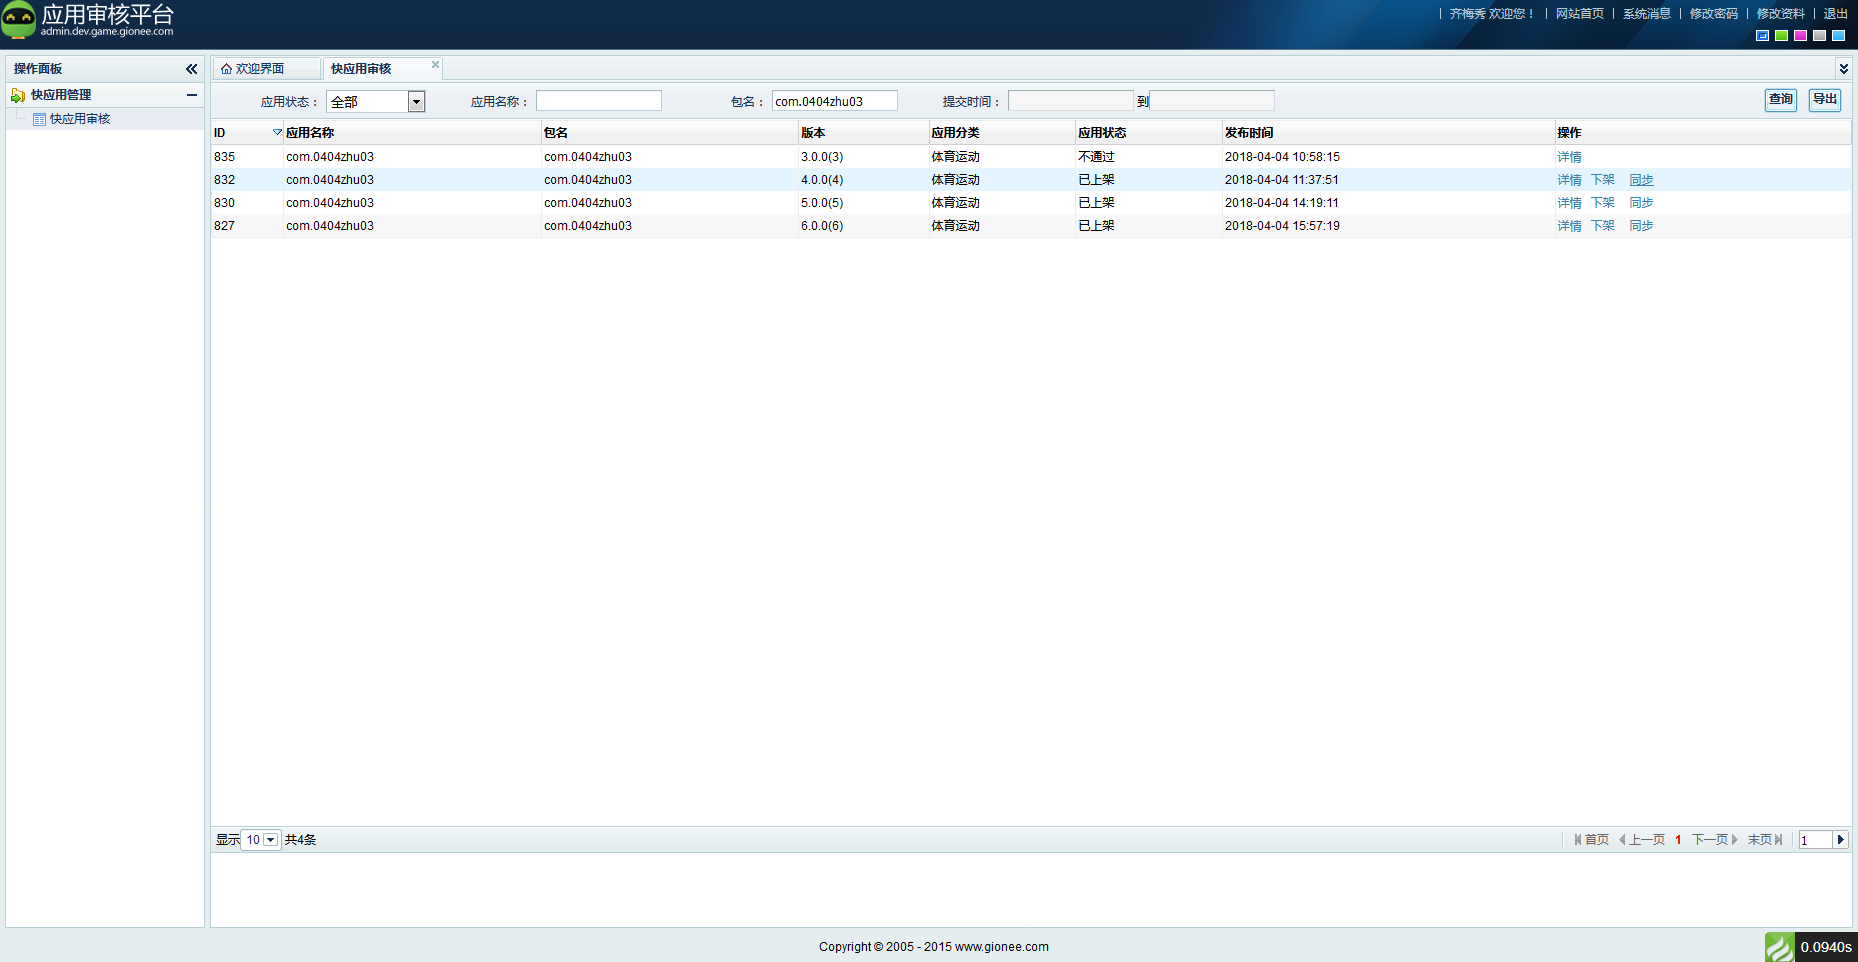 应用审核平台
admin.dev.game.gionee.com
齐梅秀 欢迎您！ | 网站首页 | 系统消息 | 修改密码 | 修改资料 | 退出
操作面板
快应用管理
快应用审核
欢迎界面 快应用审核
应用状态： 全部 应用名称： 包名： com.0404zhu03 提交时间： 到 查询 导出
ID 应用名称 包名 版本 应用分类 应用状态 发布时间 操作
835 com.0404zhu03 com.0404zhu03 3.0.0(3) 体育运动 不通过 2018-04-04 10:58:15 详情
832 com.0404zhu03 com.0404zhu03 4.0.0(4) 体育运动 已上架 2018-04-04 11:37:51 详情 下架 同步
830 com.0404zhu03 com.0404zhu03 5.0.0(5) 体育运动 已上架 2018-04-04 14:19:11 详情 下架 同步
827 com.0404zhu03 com.0404zhu03 6.0.0(6) 体育运动 已上架 2018-04-04 15:57:19 详情 下架 同步
显示 10 共4条 首页 上一页 1 下一页 末页 1
Copyright © 2005 - 2015 www.gionee.com
0.0940s